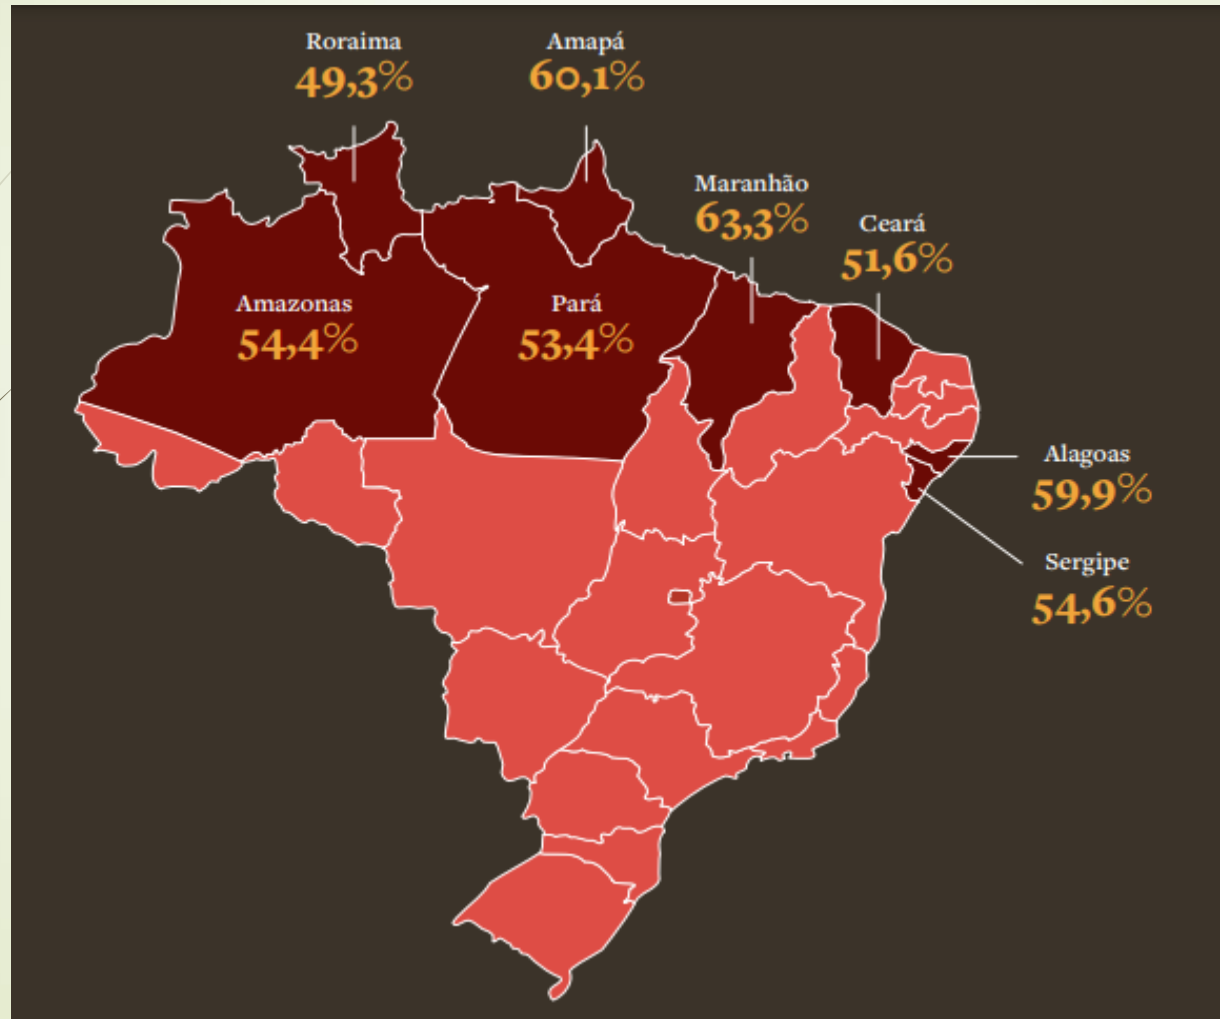 Roraima
49,3%
Amapá
60,1%
Maranhão
63,3%
Ceará
51,6%
Amazonas
54,4%
Pará
53,4%
Alagoas
59,9%
Sergipe
54,6%